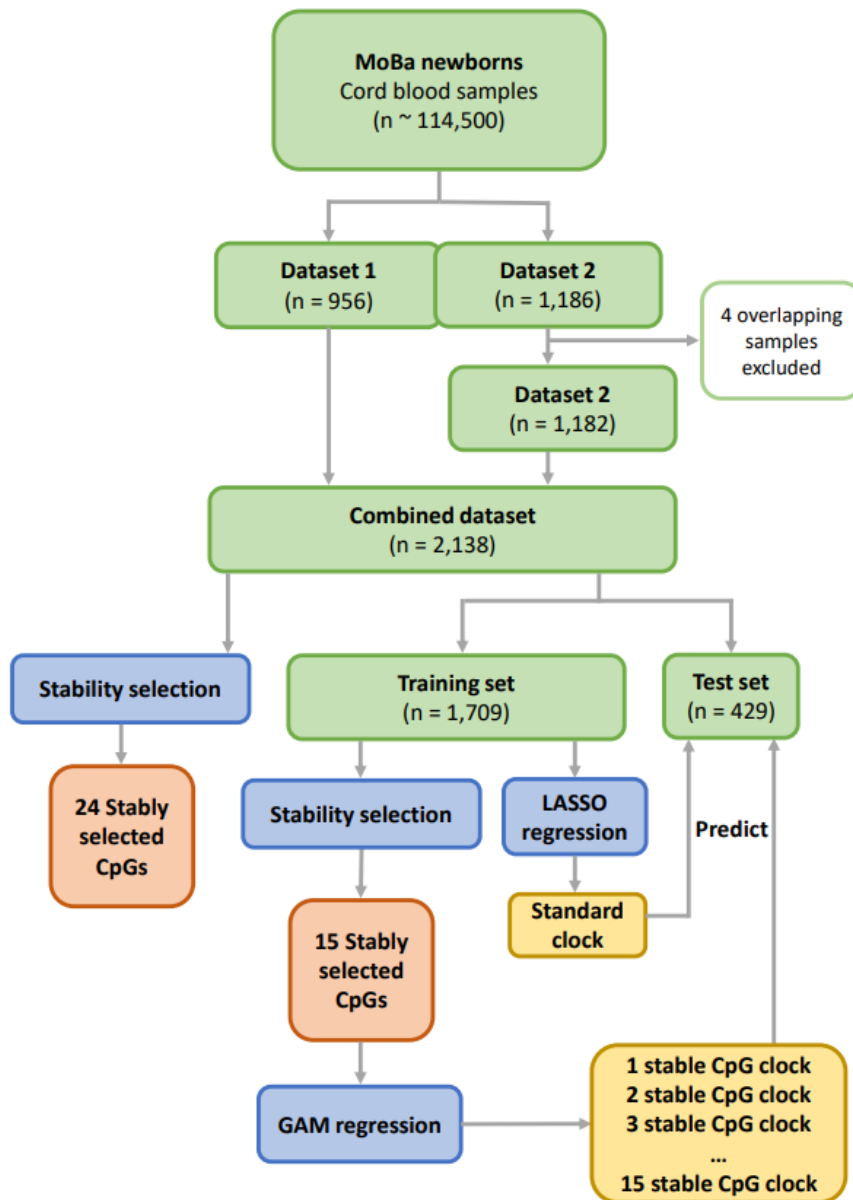 MoBa newborns
Cord blood samples
(n ~ 114,500)
Dataset 1
(n = 956)
Dataset 2
(n = 1,186)
4 overlapping
samples
excluded
Dataset 2
(n = 1,182)
Combined dataset
(n = 2,138)
Stability selection
Training set
(n = 1,709)
Test set
(n = 429)
24 Stably
selected
CpGs
Stability selection
LASSO
regression
Predict
Standard
clock
15 Stably
selected
CpGs
GAM regression
1 stable CpG clock
2 stable CpG clock
3 stable CpG clock
...
15 stable CpG clock